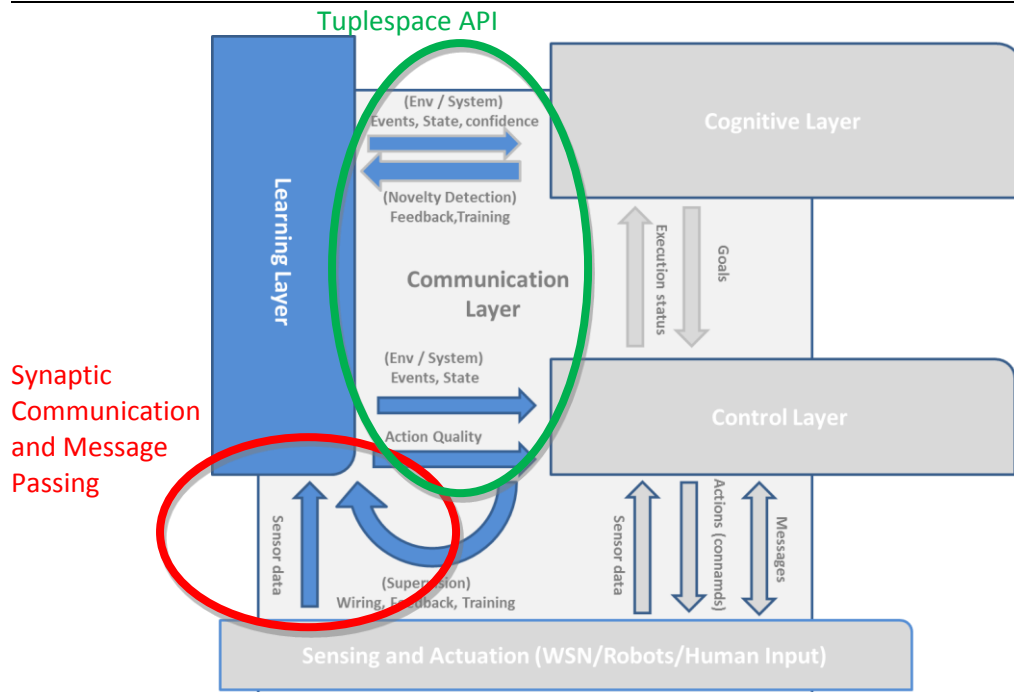 Tuplespace API
(Env / System)
Events, State, confidence
Cognitive Layer
(Novelty Detection)
Feedback,Training
Learning Layer
Communication
Layer
Execution status
Goals
(Env / System)
Events, State
Control Layer
Action Quality
Synaptic
Communication
and Message
Passing
Sensor data
(Supervision)
Wiring, Feedback, Training
Sensor data
Actions (connamds)
Messages
Sensing and Actuation (WSN/Robots/Human Input)